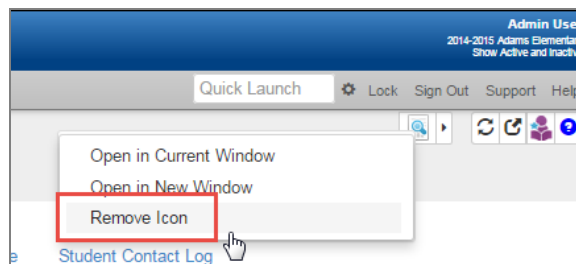 Admin Use
2014-2015 Adams Elementar
Show Active and Inactiv
Quick Launch Lock Sign Out Support Help
Open in Current Window
Open in New Window
Remove Icon
e Student Contact Log